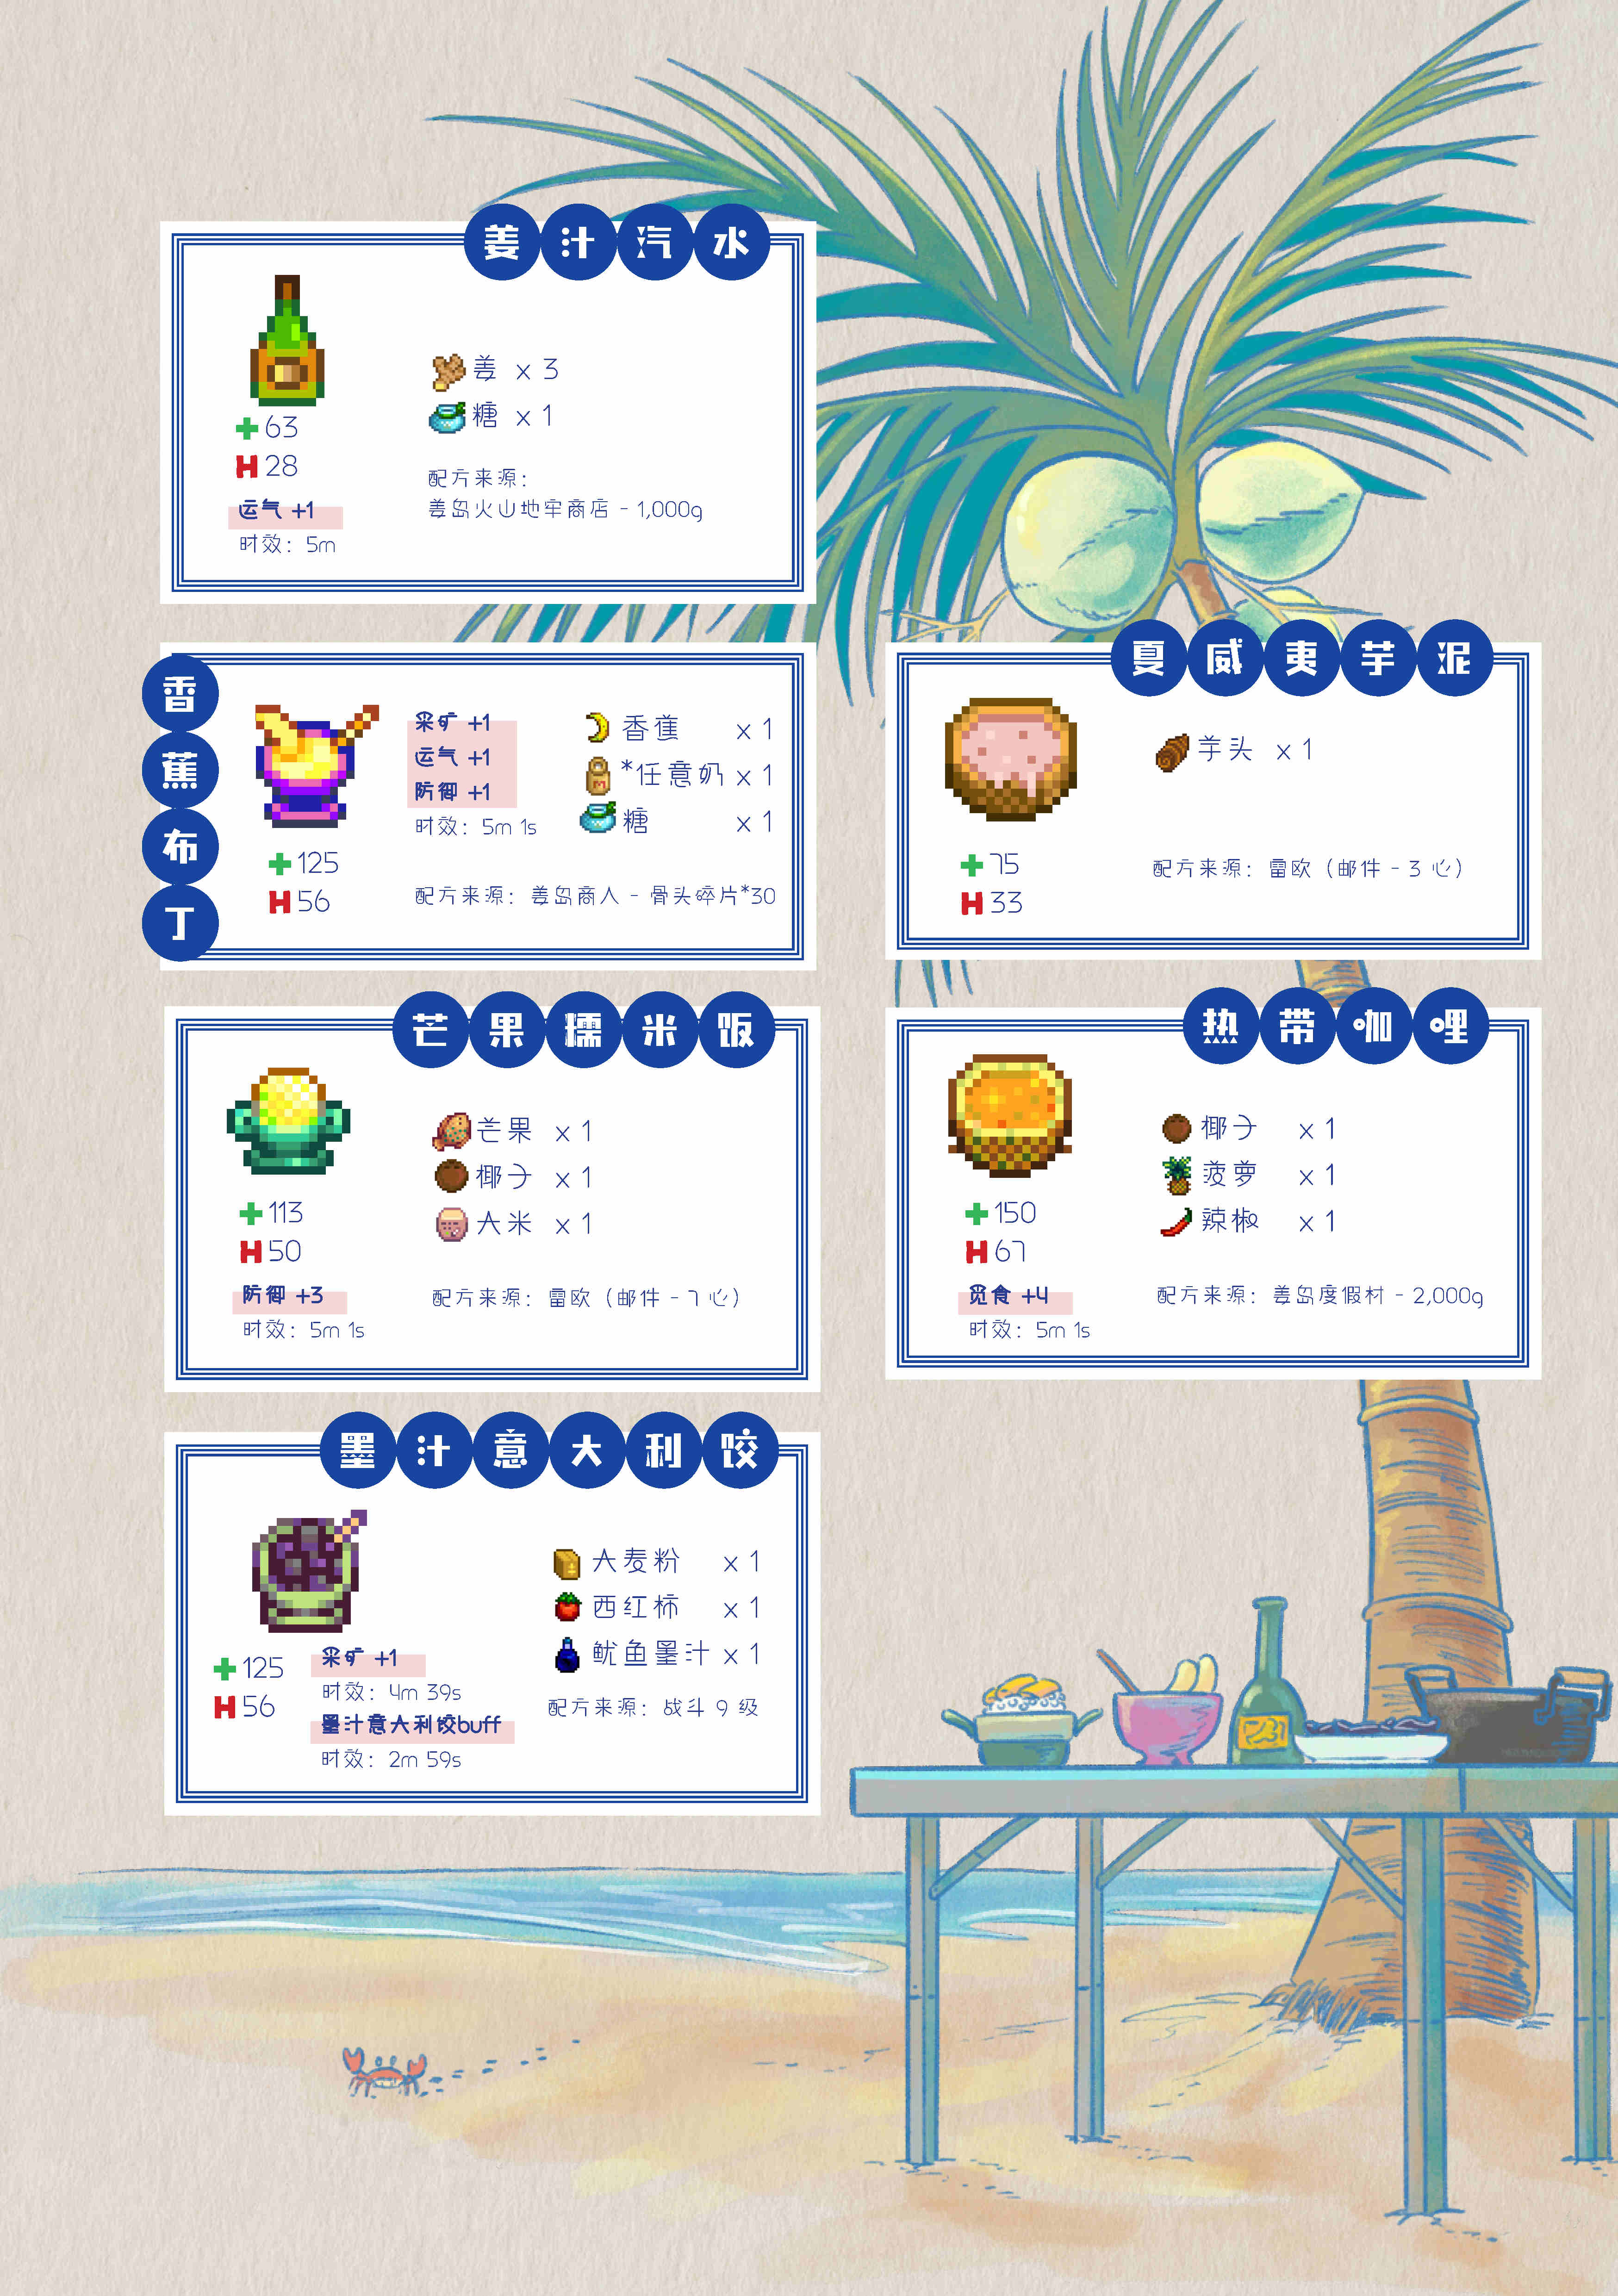 姜汁汽水
姜 x 3
糖 x 1
63
28
运气 +1
时效：5m
配方来源：
姜岛火山地牢商店 - 1,000g
香蕉布丁
采矿 +1
运气 +1
防御 +1
时效：5m 1s
香蕉 x 1
*任意奶 x 1
糖 x 1
125
56
配方来源：姜岛商人 - 骨头碎片*30
夏威夷芋泥
芋头 x 1
75
33
配方来源：雷欧（邮件 - 3 心）
芒果糯米饭
芒果 x 1
椰子 x 1
大米 x 1
113
50
防御 +3
时效：5m 1s
配方来源：雷欧（邮件 - 7 心）
热带咖哩
椰子 x 1
菠萝 x 1
辣椒 x 1
150
67
觅食 +4
时效：5m 1s
配方来源：姜岛度假村 - 2,000g
墨汁意大利饺
大麦粉 x 1
西红柿 x 1
鱿鱼墨汁 x 1
125
56
采矿 +1
时效：4m 39s
墨汁意大利饺buff
时效：2m 59s
配方来源：战斗 9 级